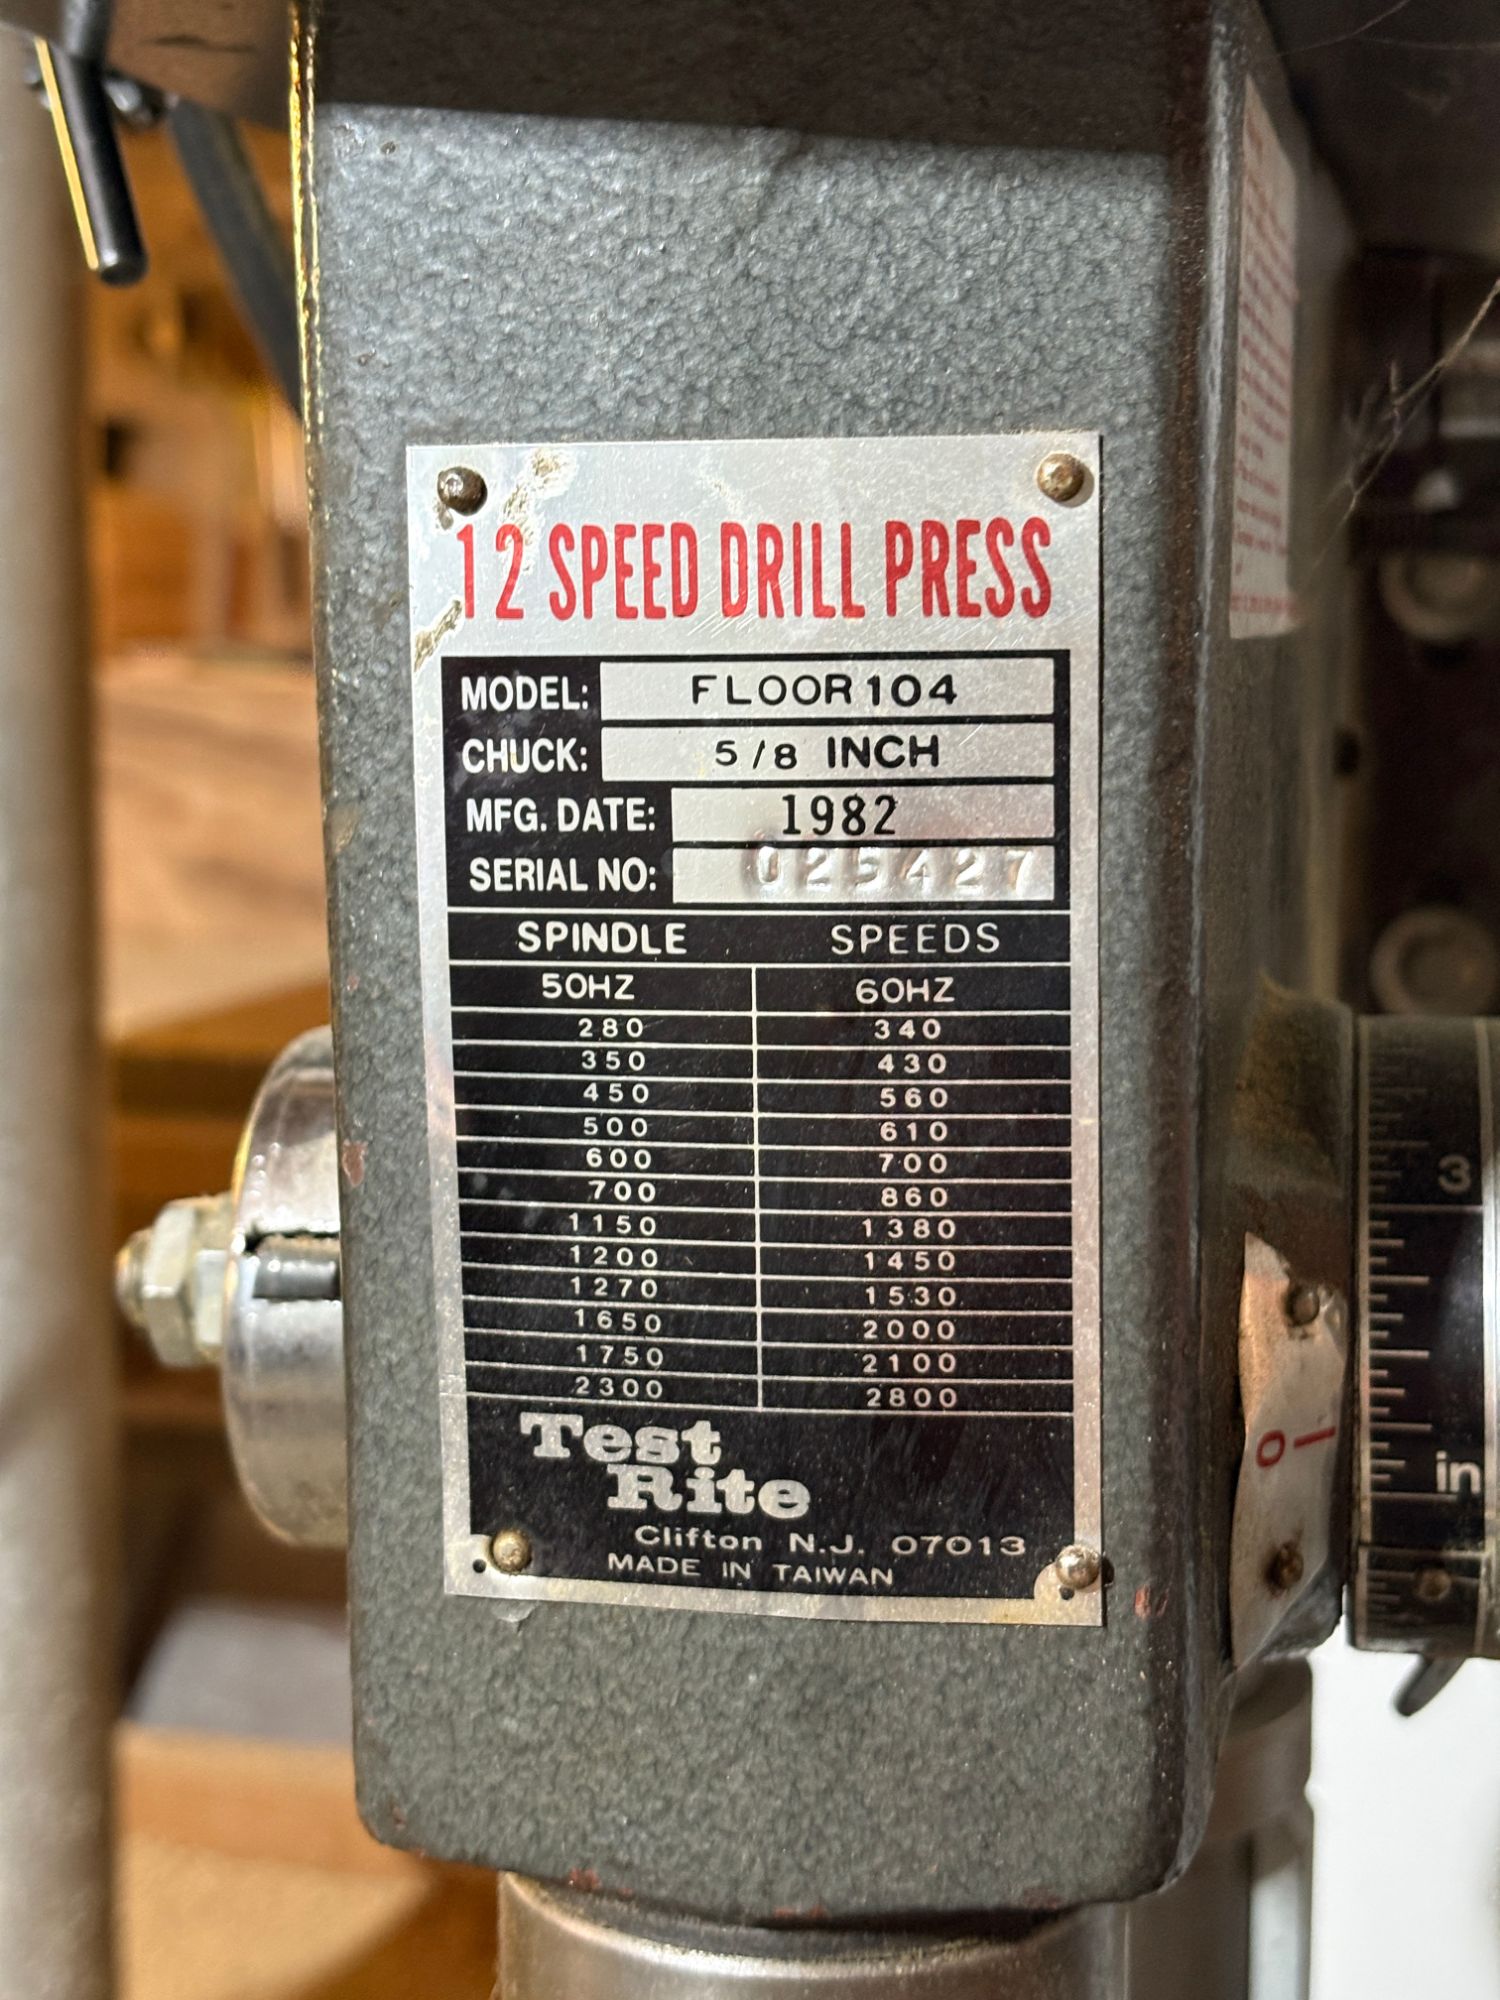 12 SPEED DRILL PRESS
MODEL: FLOOR104
CHUCK: 5/8 INCH
MFG. DATE: 1982
SERIAL NO: 025427
SPINDLE SPEEDS
50HZ 60HZ
280 340
350 430
450 560
500 610
600 700
700 860
1150 1380
1200 1450
1270 1530
1650 2000
1750 2100
2300 2800
Test
Rite
Clifton N.J. 07013
MADE IN TAIWAN
3
in
0